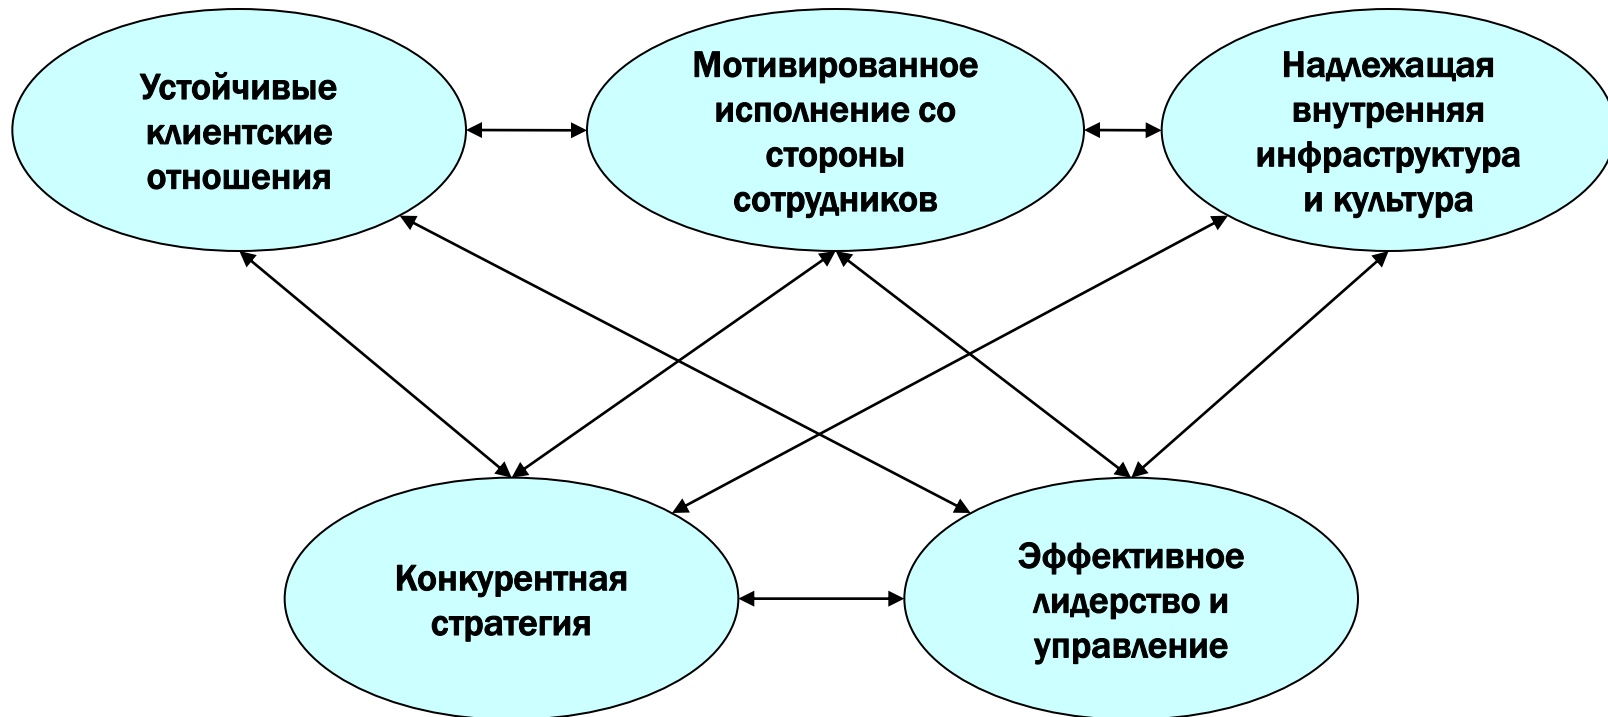 Устойчивые
клиентские
отношения
Мотивированное
исполнение со
стороны
сотрудников
Надлежащая
внутренняя
инфраструктура
и культура
Конкурентная
стратегия
Эффективное
лидерство и
управление